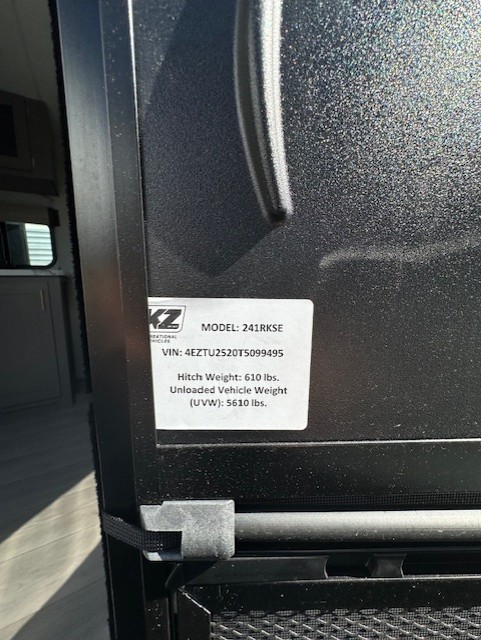 KZ
MODEL: 241RKSE
VIN: 4EZTU2520T5099495
Hitch Weight: 610 lbs.
Unloaded Vehicle Weight
(UVW): 5610 lbs.